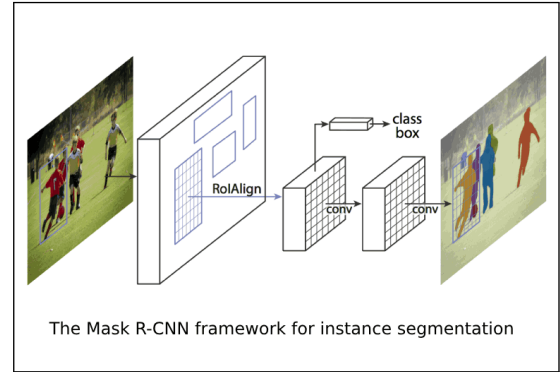 class
box
RoIAlign
conv
conv
The Mask R-CNN framework for instance segmentation